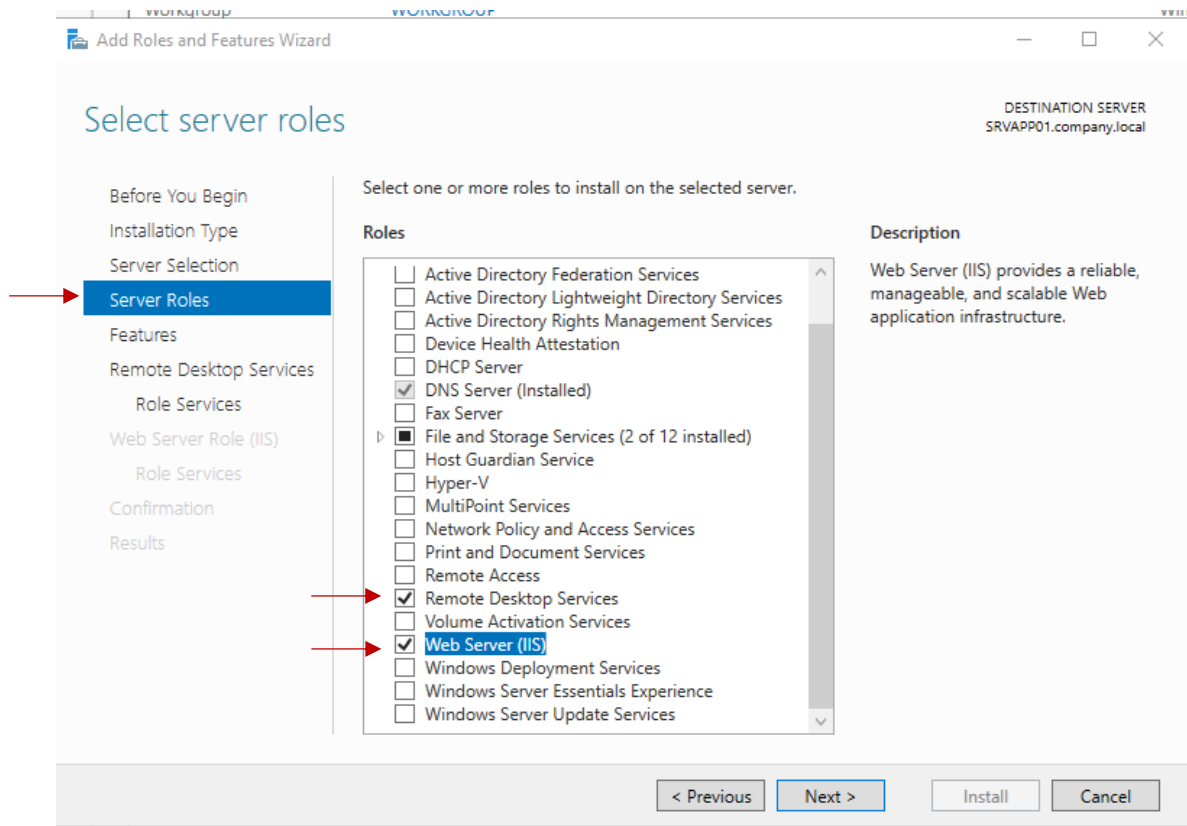 Workgroup WORKGROUP
Add Roles and Features Wizard
Select server roles
DESTINATION SERVER
SRVAPP01.company.local
Before You Begin
Installation Type
Server Selection
Server Roles
Features
Remote Desktop Services
Role Services
Web Server Role (IIS)
Role Services
Confirmation
Results
Select one or more roles to install on the selected server.
Roles
Active Directory Federation Services
Active Directory Lightweight Directory Services
Active Directory Rights Management Services
Device Health Attestation
DHCP Server
DNS Server (Installed)
Fax Server
File and Storage Services (2 of 12 installed)
Host Guardian Service
Hyper-V
MultiPoint Services
Network Policy and Access Services
Print and Document Services
Remote Access
Remote Desktop Services
Volume Activation Services
Web Server (IIS)
Windows Deployment Services
Windows Server Essentials Experience
Windows Server Update Services
Description
Web Server (IIS) provides a reliable,
manageable, and scalable Web
application infrastructure.
< Previous Next > Install Cancel